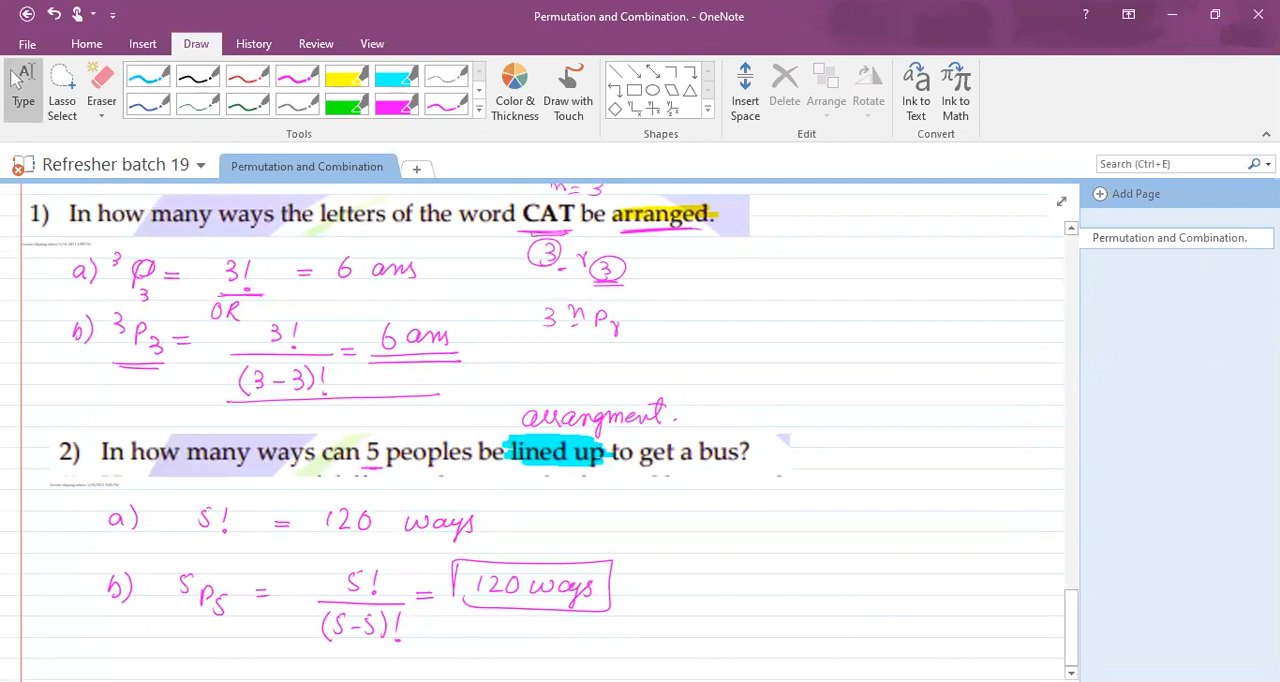 Permutation and Combination. - OneNote
?
File Home Insert Draw History Review View
Type
Lasso Select
Eraser
Color & Thickness
Draw with Touch
Insert Space
Delete
Arrange
Rotate
Ink to Text
Ink to Math
Tools
Shapes
Edit
Convert
Refresher batch 19
Permutation and Combination
Search (Ctrl+E)
Add Page
Permutation and Combination.
n = 3
1) In how many ways the letters of the word CAT be arranged.
3 - r 3
a) ³P₃ = 3! = 6 ans
OR
3 ⁿPᵣ
b) ³P₃ = 3! / (3-3)! = 6 ans
arrangment.
2) In how many ways can 5 peoples be lined up to get a bus?
a) 5! = 120 ways
b) ⁵P₅ = 5! / (5-5)! = 120 ways